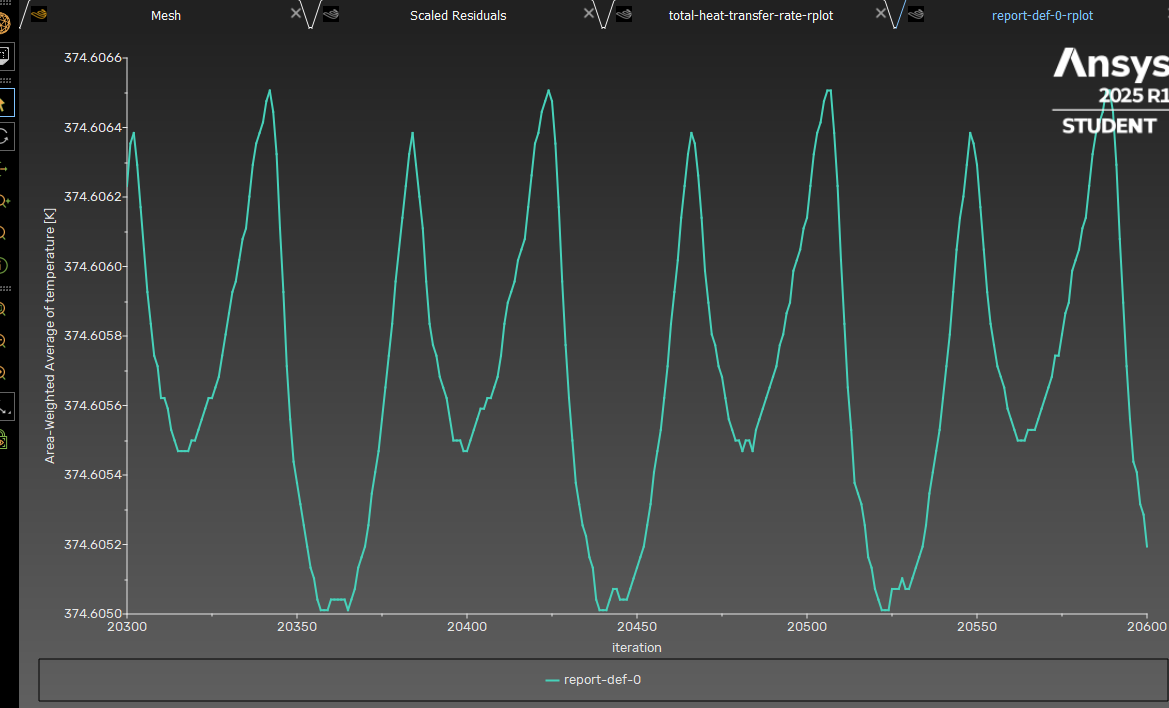 Mesh
Scaled Residuals
total-heat-transfer-rate-rplot
report-def-0-rplot
Ansys
2025 R1
STUDENT
374.6066
374.6064
374.6062
374.6060
374.6058
374.6056
374.6054
374.6052
374.6050
Area-Weighted Average of temperature [K]
20300 20350 20400 20450 20500 20550 20600
iteration
report-def-0